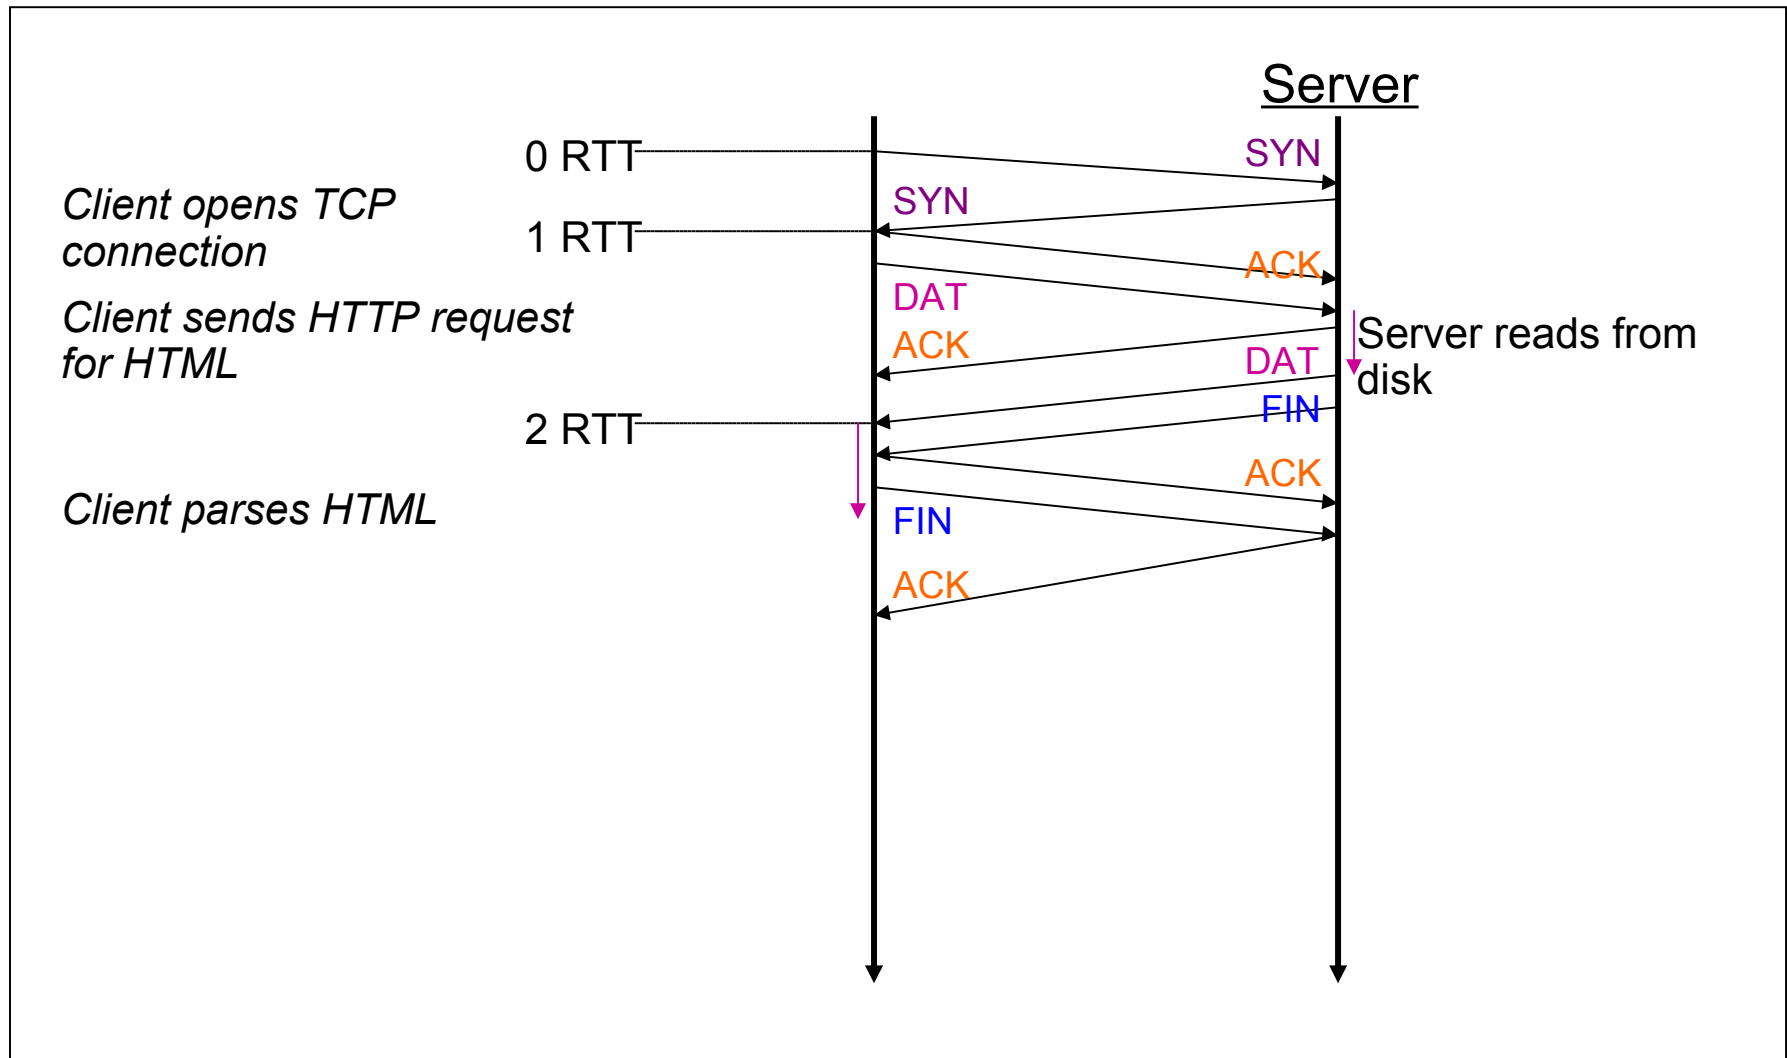 Server
0 RTT
SYN
Client opens TCP
connection
SYN
1 RTT
ACK
DAT
Client sends HTTP request
for HTML
ACK
Server reads from
disk
DAT
FIN
2 RTT
ACK
Client parses HTML
FIN
ACK